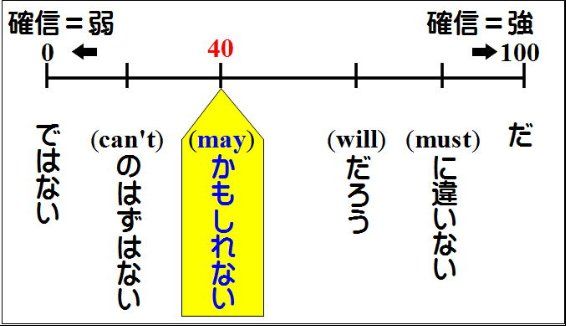 確信＝弱
確信＝強
0
40
100
ではない
(can't)
のはずはない
(may)
かもしれない
(will)
だろう
(must)
に違いない
だ